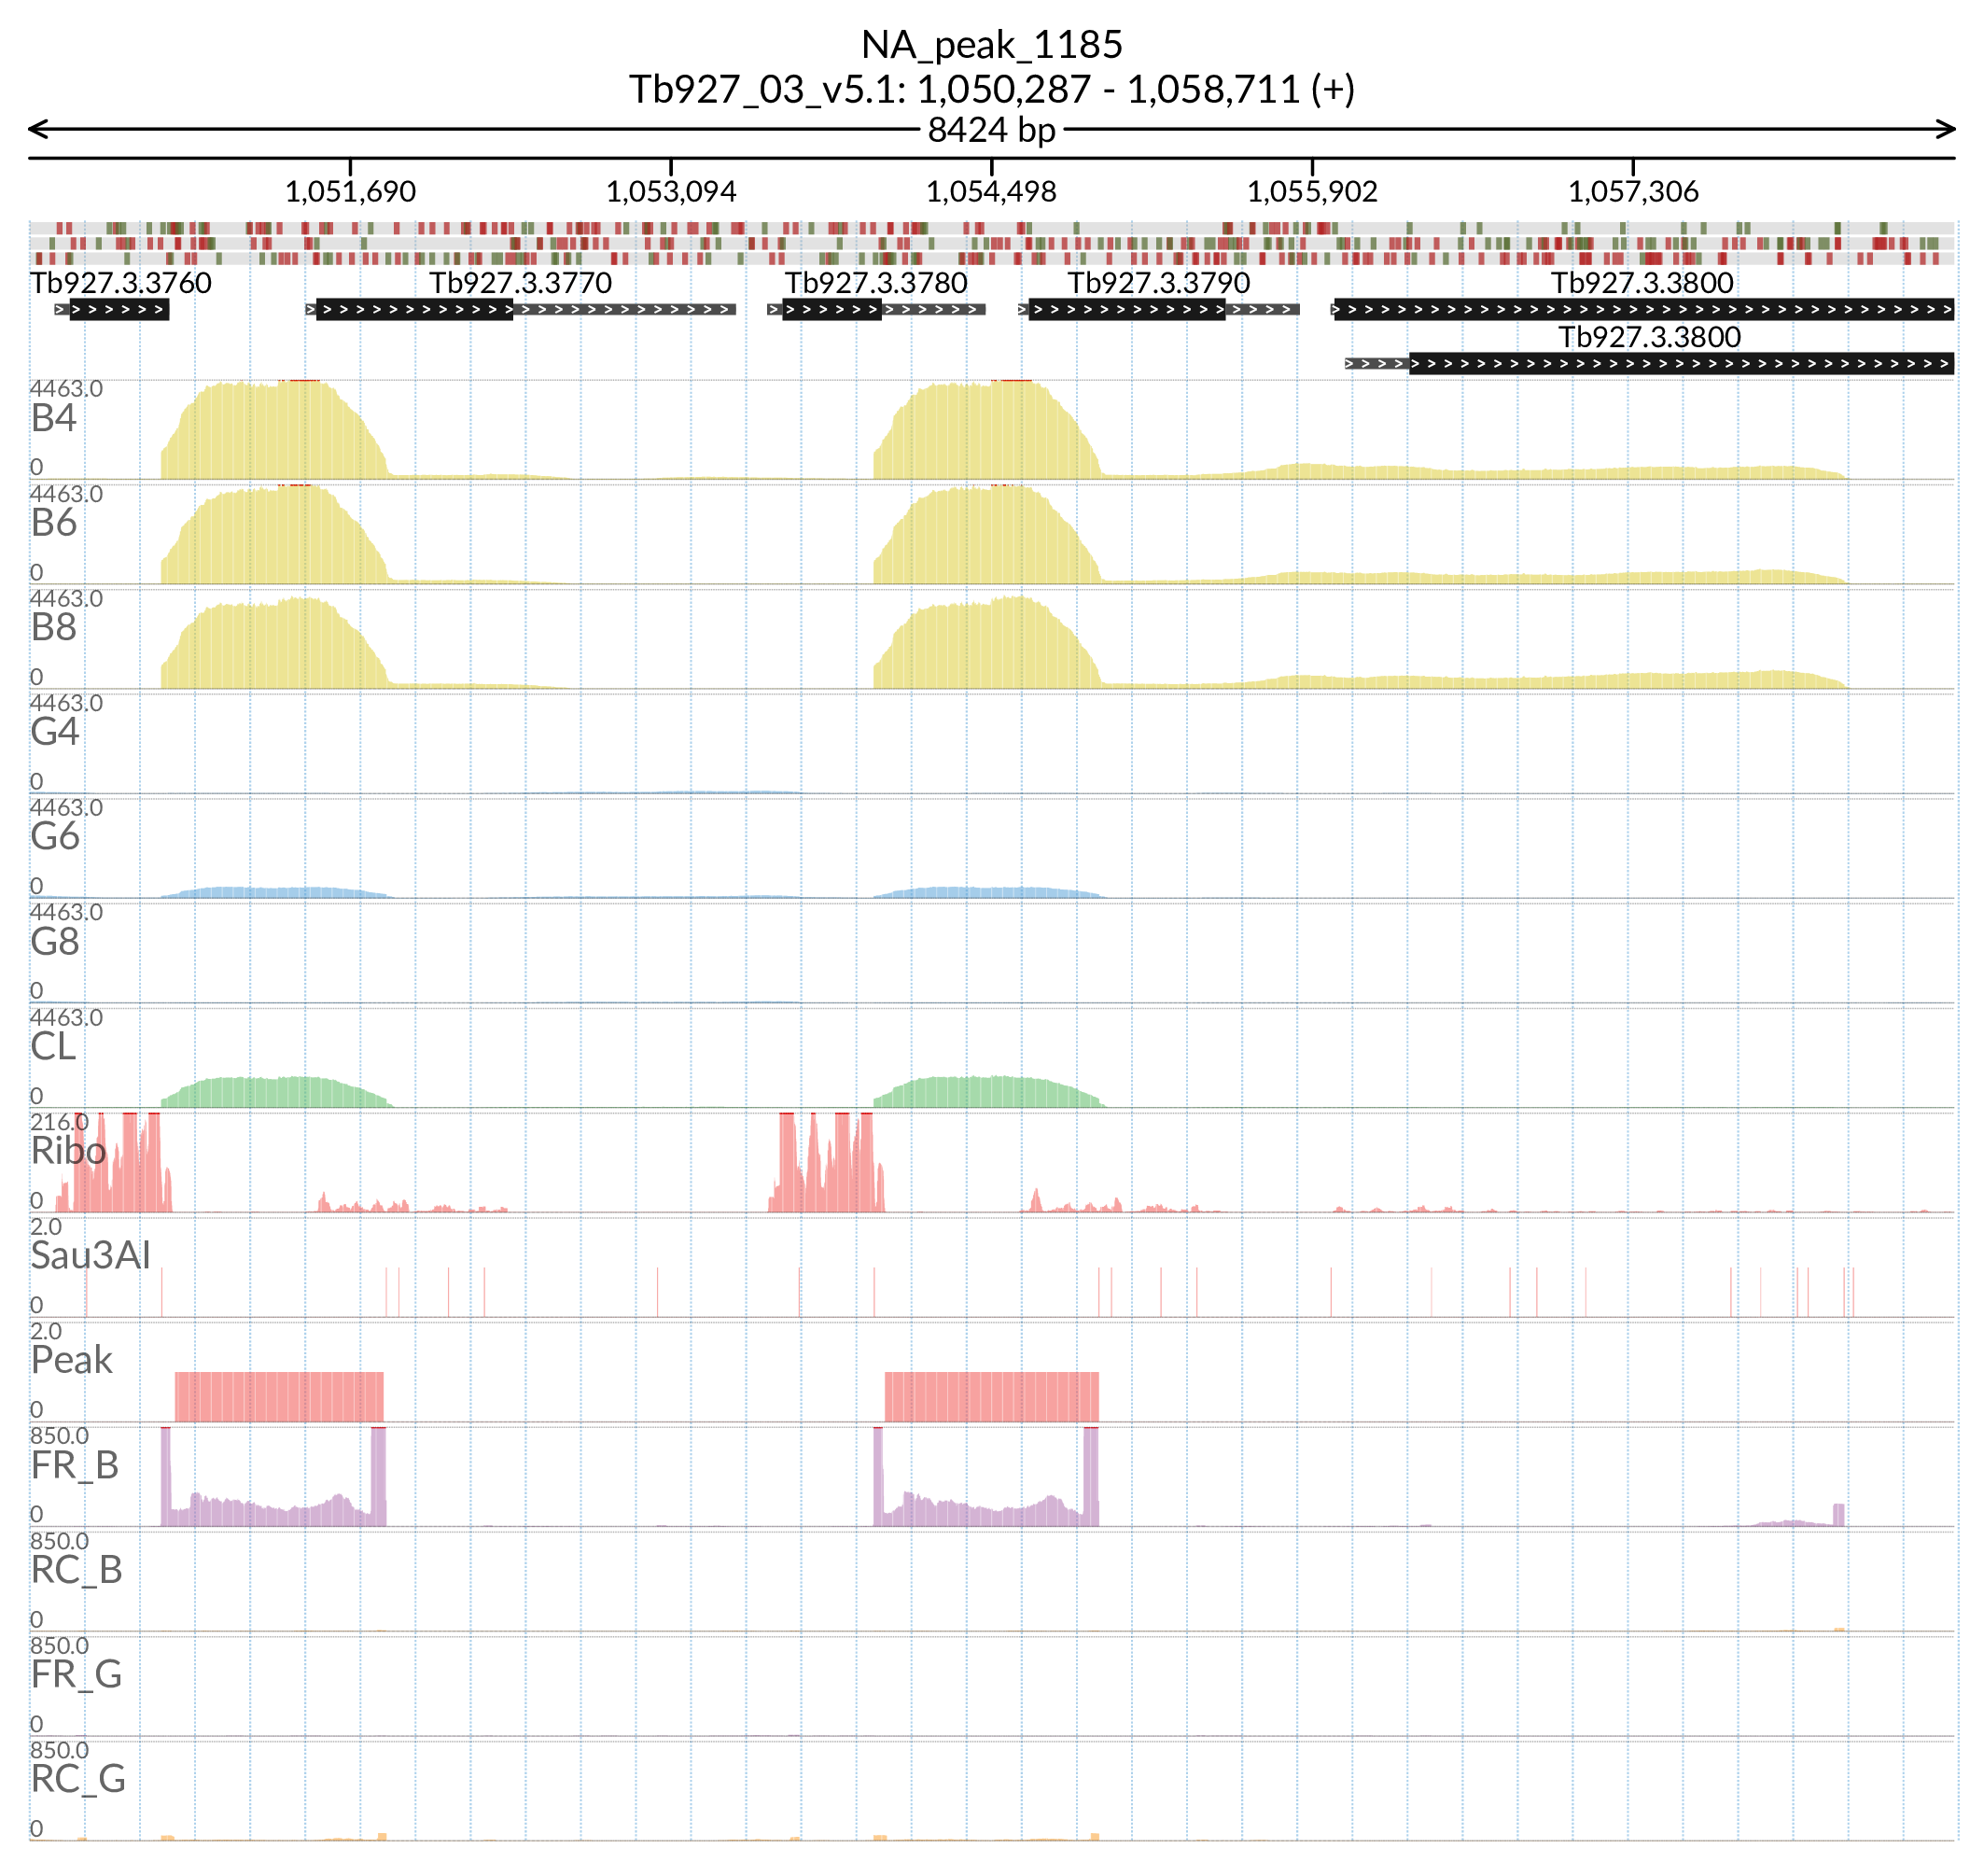 NA_peak_1185
Tb927_03_v5.1: 1,050,287 - 1,058,711 (+)
8424 bp
1,051,690 1,053,094 1,054,498 1,055,902 1,057,306
Tb927.3.3760 Tb927.3.3770 Tb927.3.3780 Tb927.3.3790 Tb927.3.3800
Tb927.3.3800
4463.0
B4
0
4463.0
B6
0
4463.0
B8
0
4463.0
G4
0
4463.0
G6
0
4463.0
G8
0
4463.0
CL
0
216.0
Ribo
0
2.0
Sau3AI
0
2.0
Peak
0
850.0
FR_B
0
850.0
RC_B
0
850.0
FR_G
0
850.0
RC_G
0